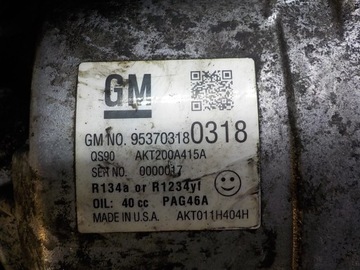 GM
GM NO. 95370318 0318
QS90 AKT200A415A
SER NO. 0000017
R134a or R1234yf
OIL: 40 cc PAG46A
MADE IN U.S.A. AKT011H404H